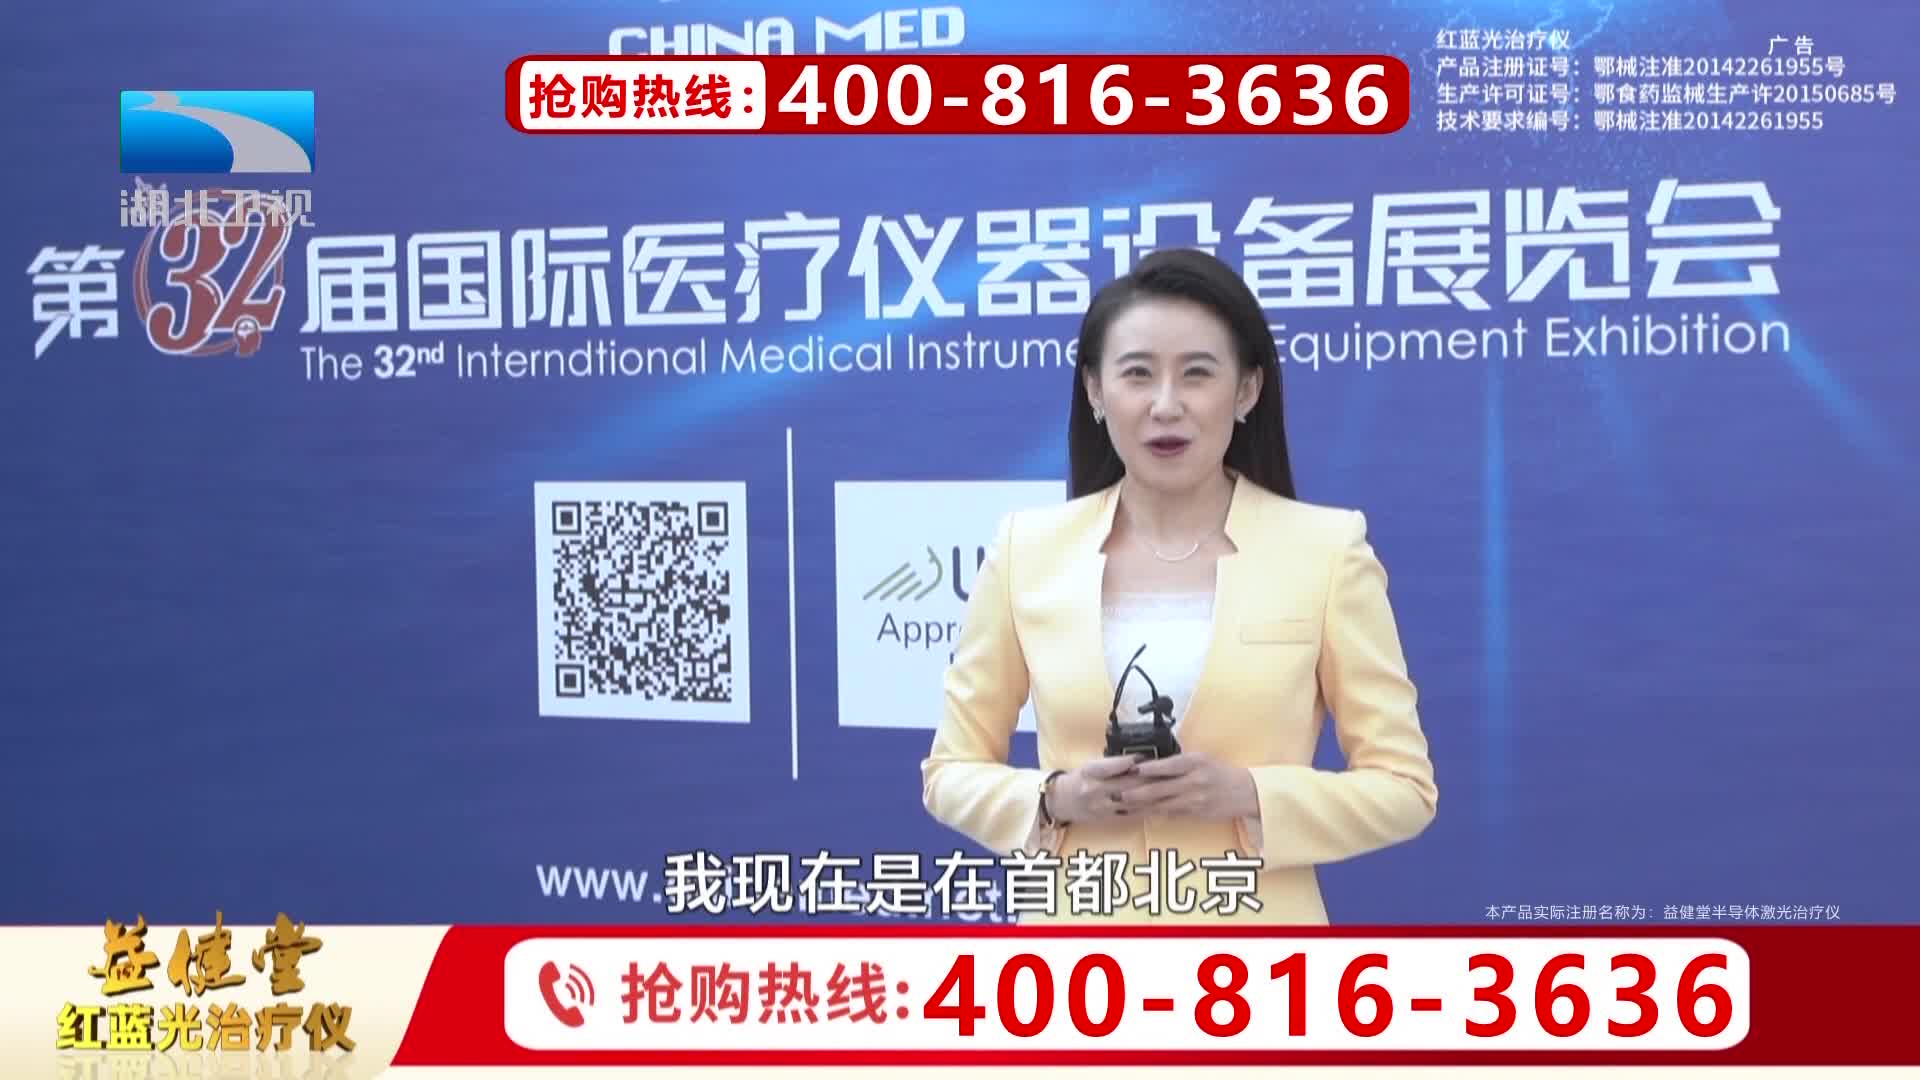 CHINA MED
抢购热线：400-816-3636
红蓝光治疗仪
广告
产品注册证号：鄂械注准20142261955号
生产许可证号：鄂食药监械生产许20150685号
技术要求编号：鄂械注准20142261955
湖北卫视
第32届国际医疗仪器设备展览会
The 32nd Interndtional Medical Instrume Equipment Exhibition
U
Appr
www.
我现在是在首都北京
本产品实际注册名称为：益健堂半导体激光治疗仪
益健堂
红蓝光治疗仪
抢购热线:400-816-3636